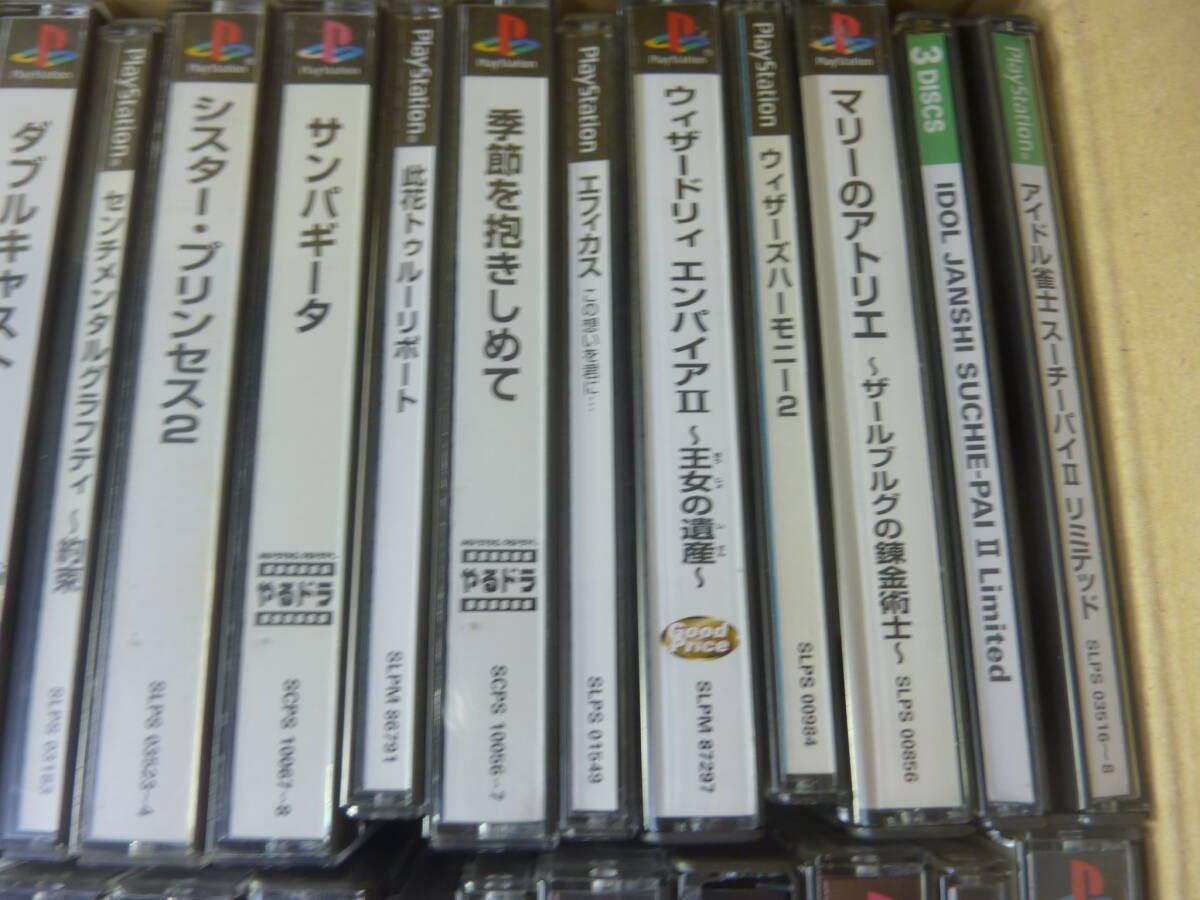 PlayStation
ダブルキャスト
PlayStation
センチメンタルグラフティ ～約束
SLPS 03183
PlayStation
シスター・プリンセス2
SLPS 03523～4
PlayStation
サンパギータ
やるドラ
SCPS 10067～8
PlayStation
此花トゥルーリポート
SLPM 86791
PlayStation
季節を抱きしめて
やるドラ
SCPS 10056～7
PlayStation
エフィカス この想いを君に…
SLPS 01549
PlayStation
ウィザードリィ エンパイアII ～王女の遺産～
Good Price
SLPM 87297
PlayStation
ウィザーズハーモニー2
SLPS 00984
PlayStation
マリーのアトリエ ～ザールブルグの錬金術士～
SLPS 00856
3 DISCS
IDOL JANSHI SUCHIE-PAI II Limited
PlayStation
アイドル雀士 スーチーパイII リミテッド
SLPS 03516～8